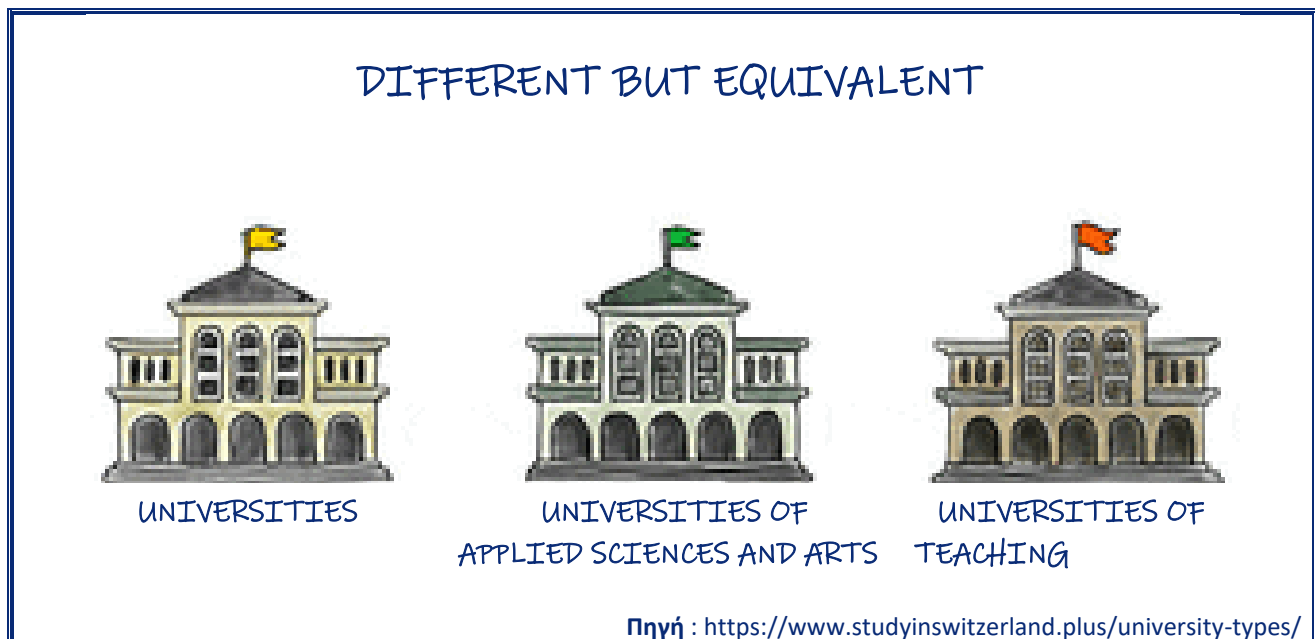 DIFFERENT BUT EQUIVALENT
UNIVERSITIES
UNIVERSITIES OF
APPLIED SCIENCES AND ARTS
UNIVERSITIES OF
TEACHING
Πηγή : https://www.studyinswitzerland.plus/university-types/